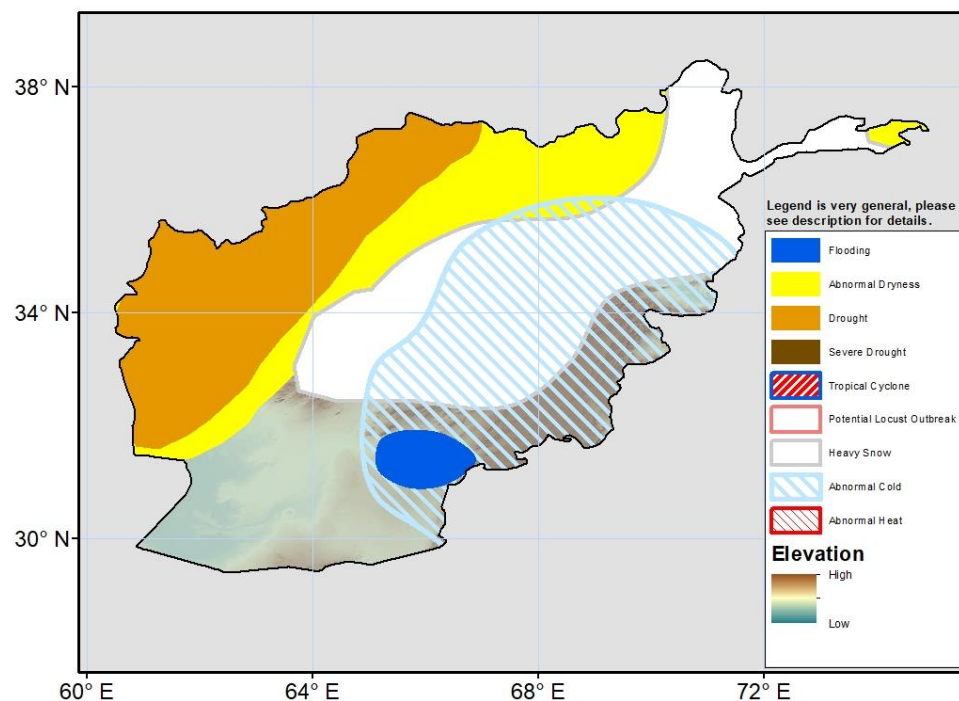 38° N
34° N
30° N
60° E
64° E
68° E
72° E
Legend is very general, please
see description for details.
Flooding
Abnormal Dryness
Drought
Severe Drought
Tropical Cyclone
Potential Locust Outbreak
Heavy Snow
Abnormal Cold
Abnormal Heat
Elevation
High
Low